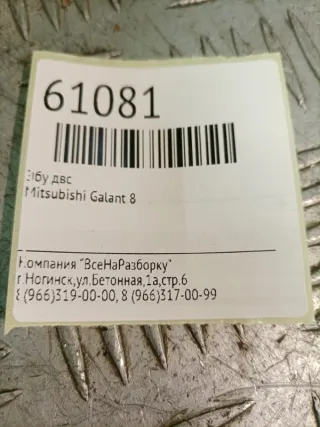 61081
Эбу двс
Mitsubishi Galant 8
Компания "ВсеНаРазборку"
г.Ногинск,ул.Бетонная,1а,стр.6
8 (966)319-00-00, 8 (966)317-00-99